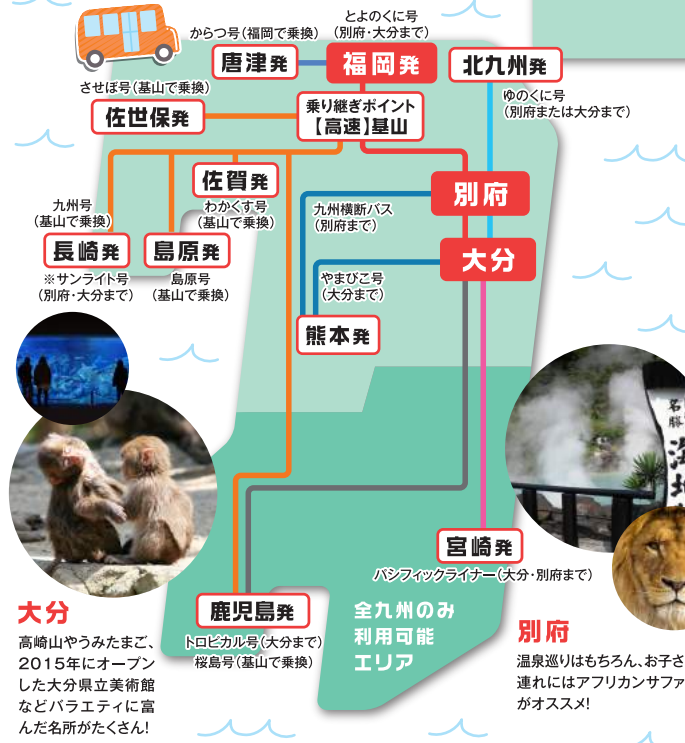 からつ号(福岡で乗換)
とよのくに号
(別府・大分まで)
唐津発
福岡発
北九州発
させぼ号(基山で乗換)
佐世保発
乗り継ぎポイント
【高速】基山
ゆのくに号
(別府または大分まで)
佐賀発
わかくす号
(基山で乗換)
九州横断バス
(別府まで)
別府
九州号
(基山で乗換)
長崎発
※サンライト号
(別府・大分まで)
島原発
島原号
(基山で乗換)
大分
やまびこ号
(大分まで)
熊本発
名勝
海地
宮崎発
パシフィックライナー(大分・別府まで)
鹿児島発
トロピカル号(大分まで)
桜島号(基山で乗換)
全九州のみ
利用可能
エリア
大分
高崎山やうみたまご、
2015年にオープン
した大分県立美術館
などバラエティに富
んだ名所がたくさん!
別府
温泉巡りはもちろん、お子さ
連れにはアフリカンサファ
がオススメ!